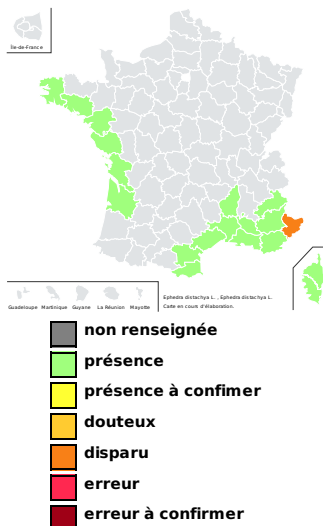 Île-de-France
Ephedra distachya L. , Ephedra distachya L.
Carte en cours d'élaboration.
Guadeloupe Martinique Guyane La Réunion Mayotte
non renseignée
présence
présence à confimer
douteux
disparu
erreur
erreur à confirmer